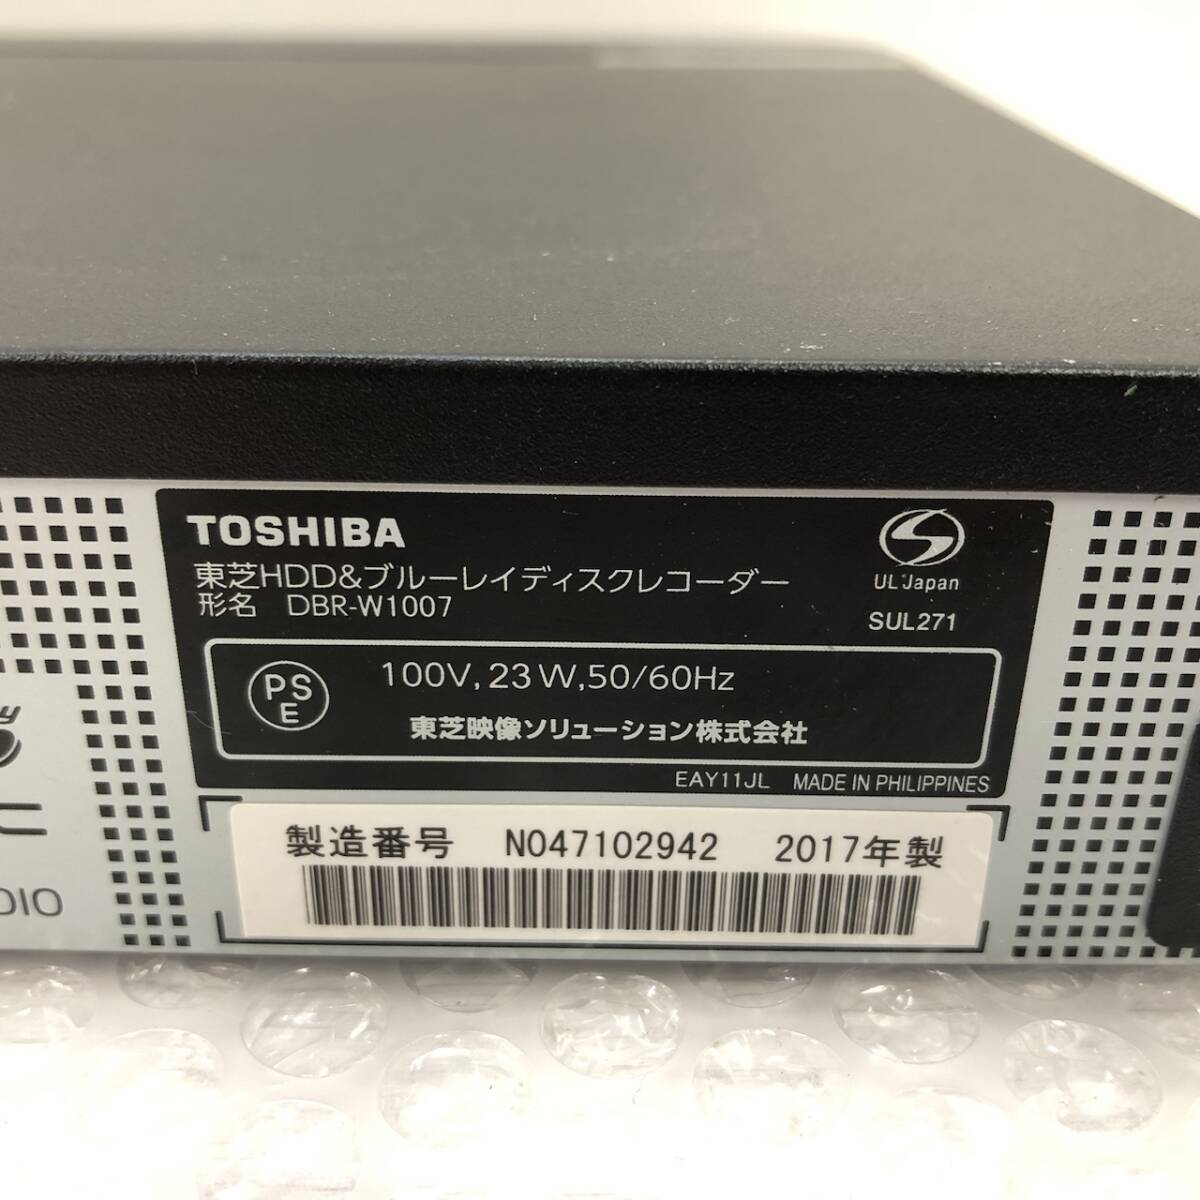 TOSHIBA
東芝HDD&ブルーレイディスクレコーダー
形名 DBR-W1007
UL Japan
SUL271
PS
E
100V, 23W, 50/60Hz
東芝映像ソリューション株式会社
EAY11JL MADE IN PHILIPPINES
製造番号 N047102942 2017年製